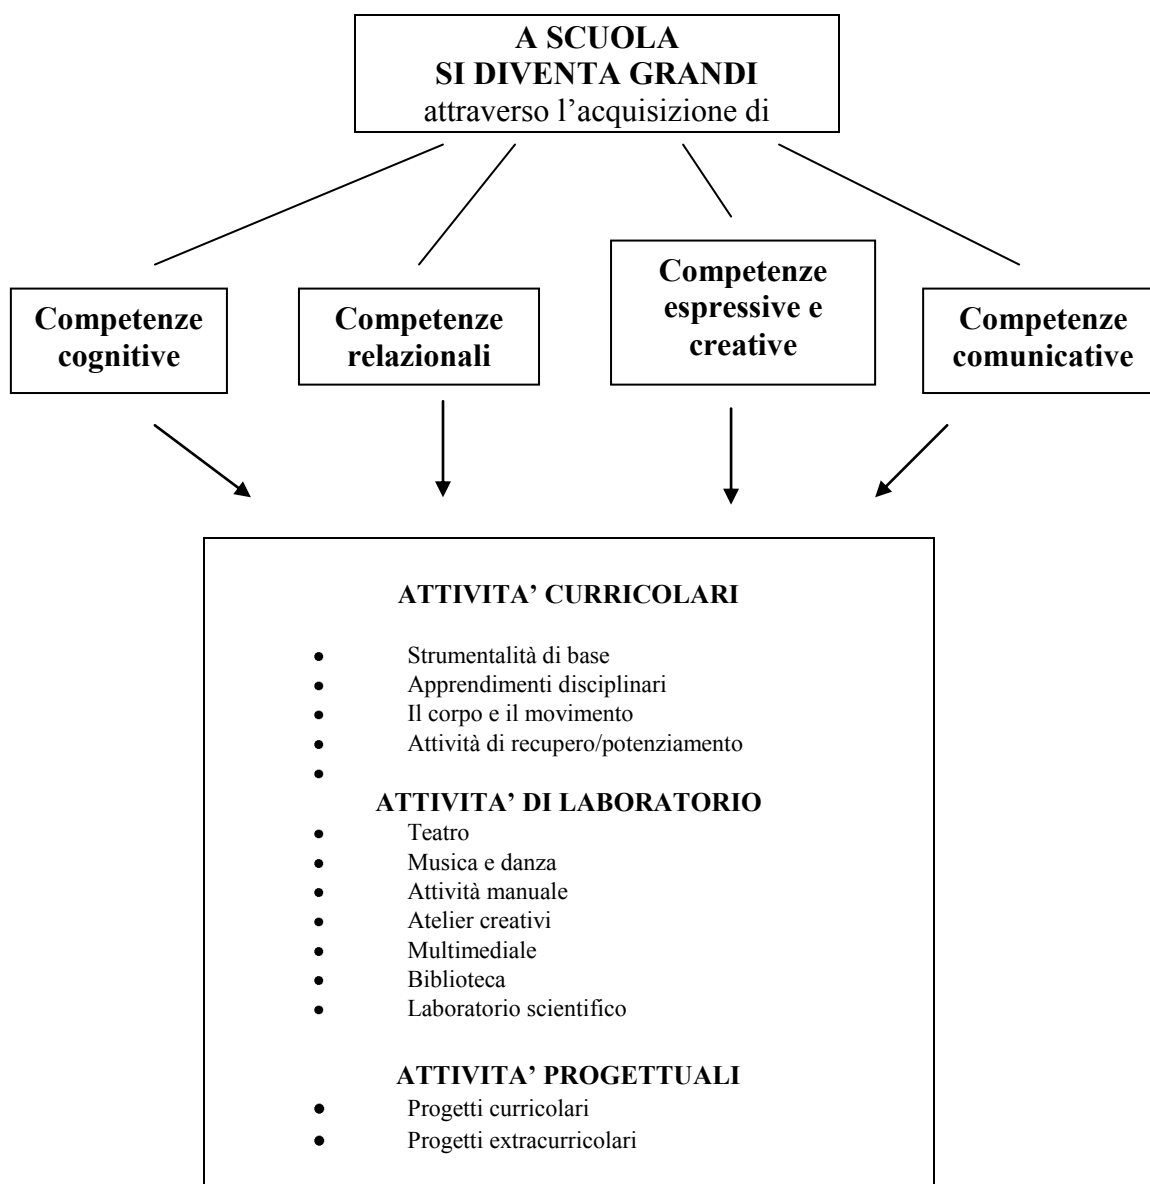 A SCUOLA
SI DIVENTA GRANDI
attraverso l’acquisizione di
Competenze
cognitive
Competenze
relazionali
Competenze
espressive e
creative
Competenze
comunicative
ATTIVITA’ CURRICOLARI
• Strumentalità di base
• Apprendimenti disciplinari
• Il corpo e il movimento
• Attività di recupero/potenziamento
•
ATTIVITA’ DI LABORATORIO
• Teatro
• Musica e danza
• Attività manuale
• Atelier creativi
• Multimediale
• Biblioteca
• Laboratorio scientifico
ATTIVITA’ PROGETTUALI
• Progetti curricolari
• Progetti extracurricolari